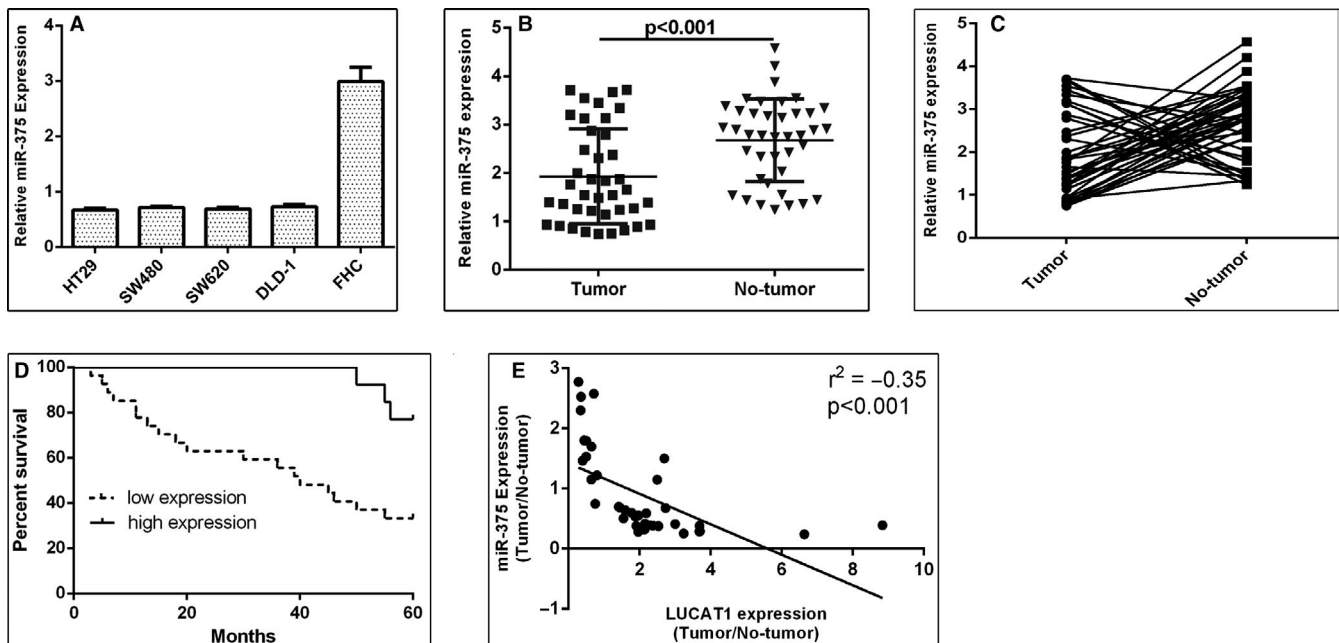 A
Relative miR-375 Expression
4
3
2
1
0
HT29
SW480
SW620
DLD-1
FHC
B
p<0.001
Relative miR-375 expression
5
4
3
2
1
0
Tumor
No-tumor
C
Relative miR-375 expression
5
4
3
2
1
0
Tumor
No-tumor
D
Percent survival
100
80
60
40
20
0
low expression
high expression
0
20
40
60
Months
E
r² = −0.35
p<0.001
miR-375 Expression
(Tumor/No-tumor)
3
2
1
0
−1
2
4
6
8
10
LUCAT1 expression
(Tumor/No-tumor)